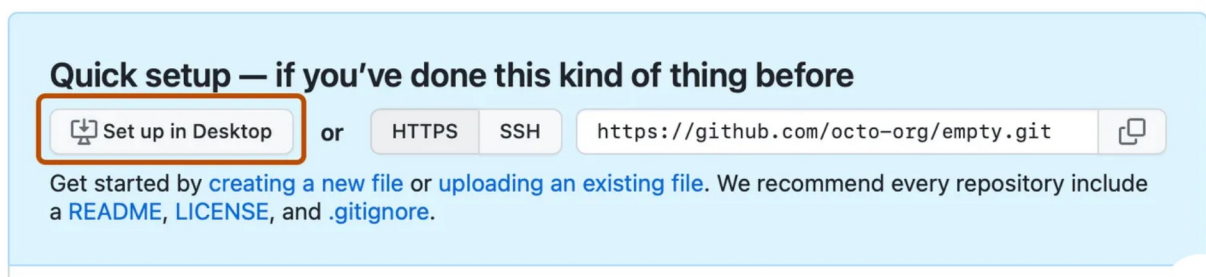 Quick setup — if you’ve done this kind of thing before
Set up in Desktop or HTTPS SSH https://github.com/octo-org/empty.git
Get started by creating a new file or uploading an existing file. We recommend every repository include
a README, LICENSE, and .gitignore.